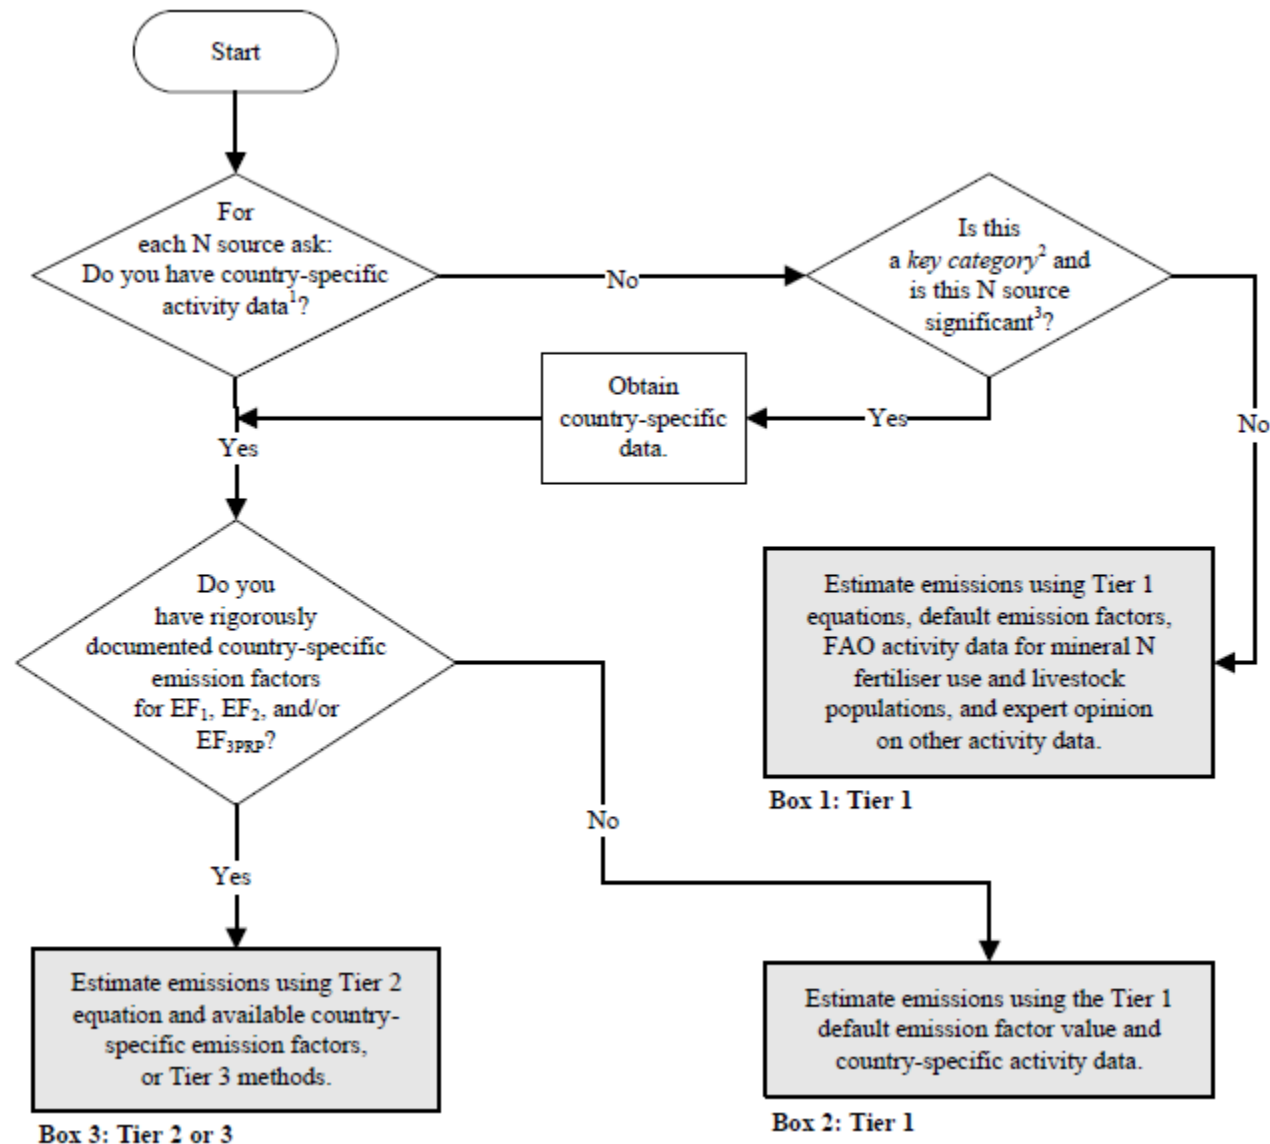 Start
For
each N source ask:
Do you have country-specific
activity data¹?
No
Is this
a key category² and
is this N source
significant³?
Obtain
country-specific
data.
Yes
No
Yes
Do you
have rigorously
documented country-specific
emission factors
for EF₁, EF₂, and/or
EF₃PRP?
Estimate emissions using Tier 1
equations, default emission factors,
FAO activity data for mineral N
fertiliser use and livestock
populations, and expert opinion
on other activity data.
Box 1: Tier 1
No
Yes
Estimate emissions using Tier 2
equation and available country-
specific emission factors,
or Tier 3 methods.
Box 3: Tier 2 or 3
Estimate emissions using the Tier 1
default emission factor value and
country-specific activity data.
Box 2: Tier 1